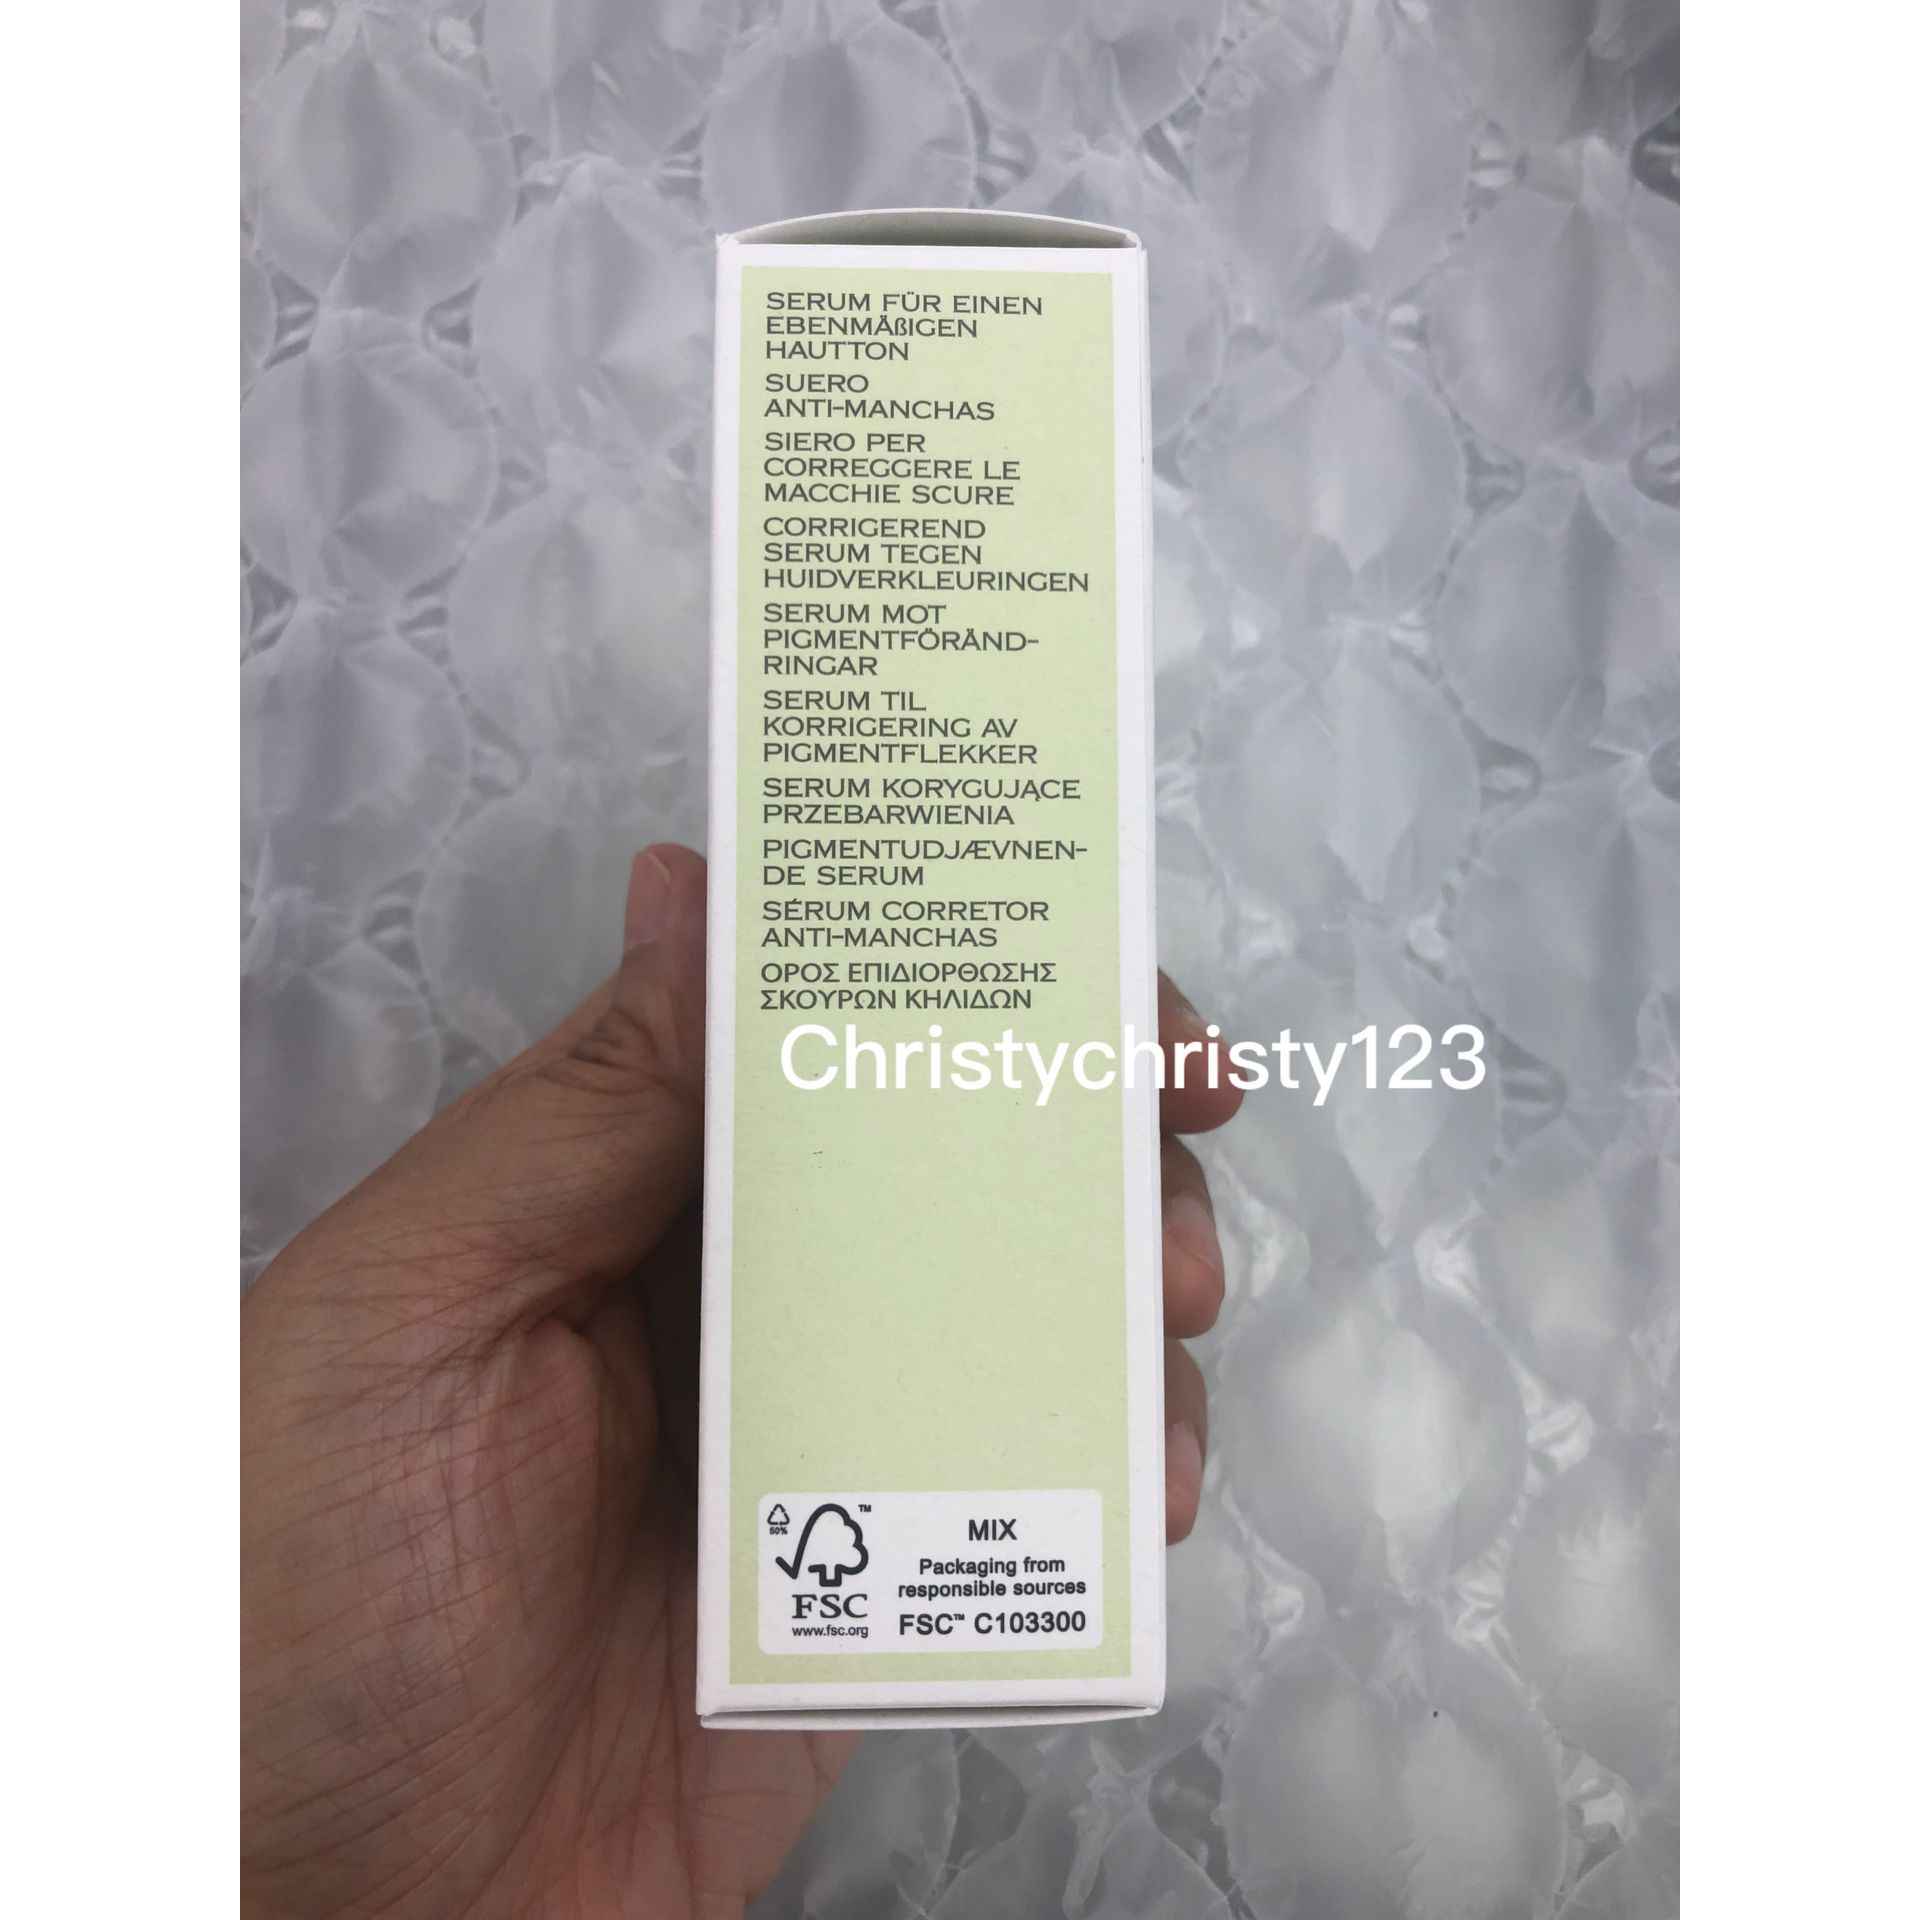 SERUM FÜR EINEN
EBENMÄßIGEN
HAUTTON
SUERO
ANTI-MANCHAS
SIERO PER
CORREGGERE LE
MACCHIE SCURE
CORRIGEREND
SERUM TEGEN
HUIDVERKLEURINGEN
SERUM MOT
PIGMENTFÖRÄND-
RINGAR
SERUM TIL
KORRIGERING AV
PIGMENTFLEKKER
SERUM KORYGUJĄCE
PRZEBARWIENIA
PIGMENTUDJÆVNEN-
DE SERUM
SÉRUM CORRETOR
ANTI-MANCHAS
ΟΡΟΣ ΕΠΙΔΙΟΡΘΩΣΗΣ
ΣΚΟΥΡΩΝ ΚΗΛΙΔΩΝ
Christychristy123
50%
™
FSC
www.fsc.org
MIX
Packaging from
responsible sources
FSC™ C103300